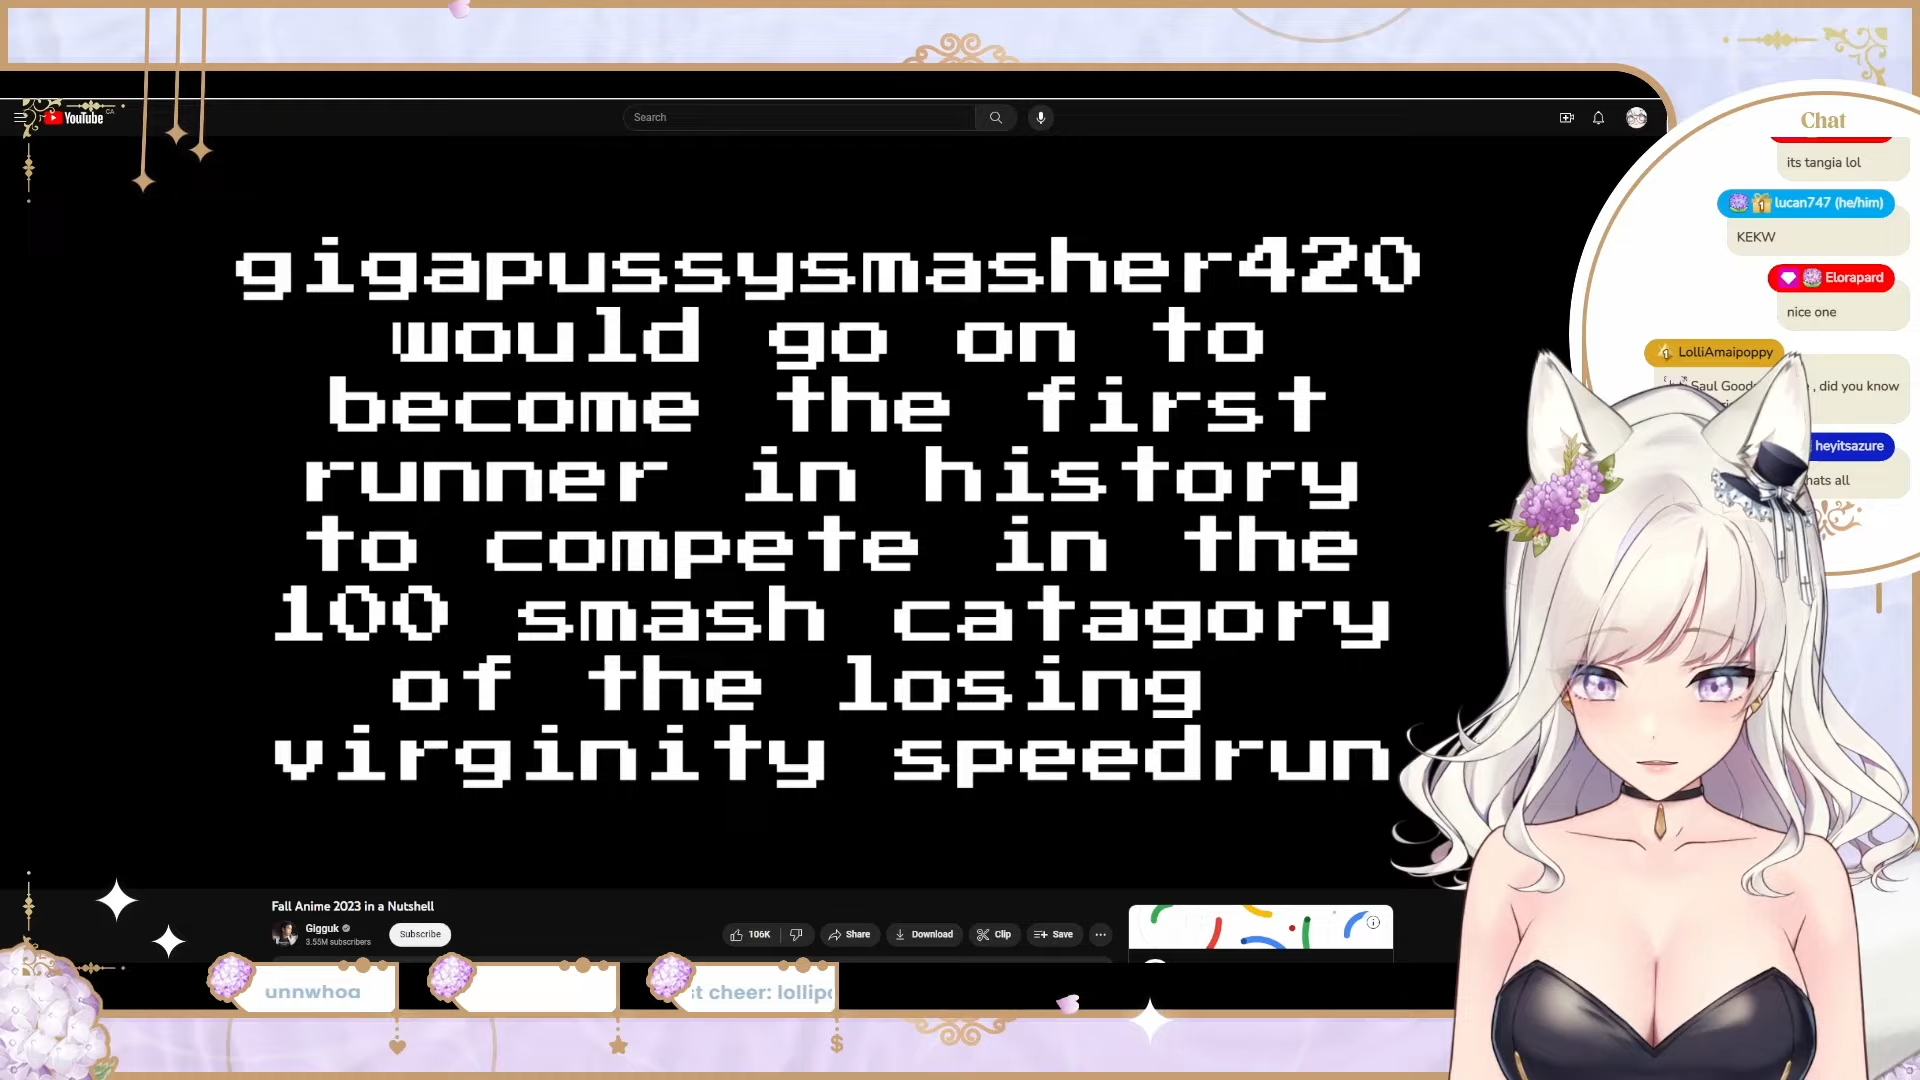 YouTube CA
Search
Chat
its tangia lol
lucan747 (he/him)
KEKW
Elorapard
nice one
LolliAmaipoppy
, did you know
heyitsazure
gigapussysmasher420
would go on to
become the first
runner in history
to compete in the
100 smash catagory
of the losing
virginity speedrun
Fall Anime 2023 in a Nutshell
Gigguk
3.55M subscribers
Subscribe
106K
Share
Download
Clip
Save
unnwhoa
cheer: